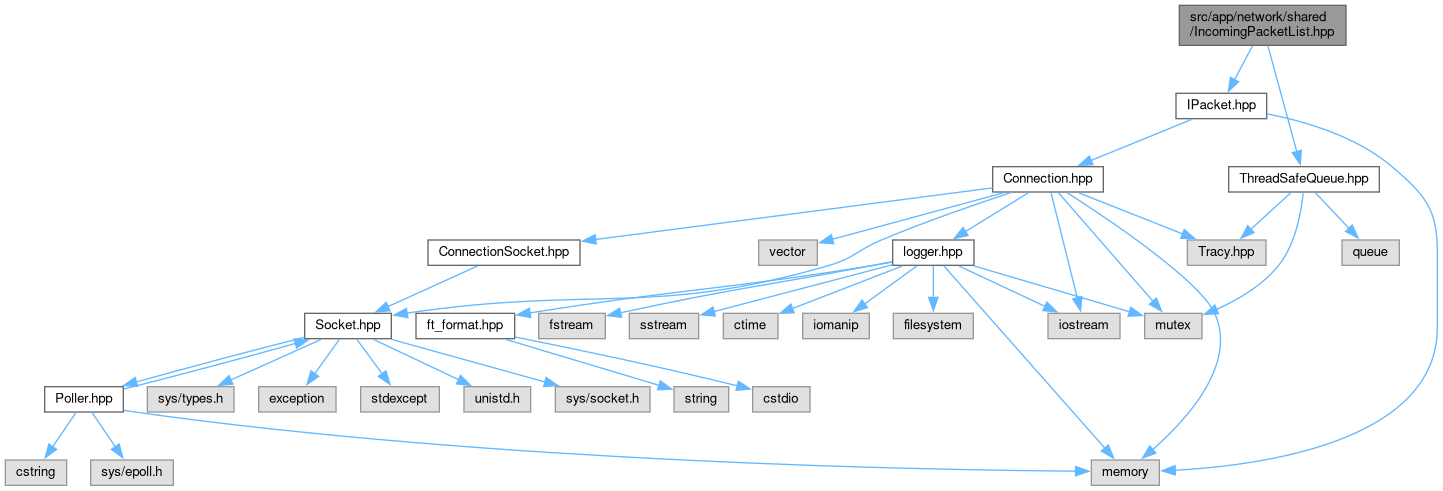 src/app/network/shared
/IncomingPacketList.hpp
IPacket.hpp
Connection.hpp
ThreadSafeQueue.hpp
ConnectionSocket.hpp
vector
logger.hpp
Tracy.hpp
queue
Socket.hpp
ft_format.hpp
fstream
sstream
ctime
iomanip
filesystem
iostream
mutex
Poller.hpp
sys/types.h
exception
stdexcept
unistd.h
sys/socket.h
string
cstdio
cstring
sys/epoll.h
memory